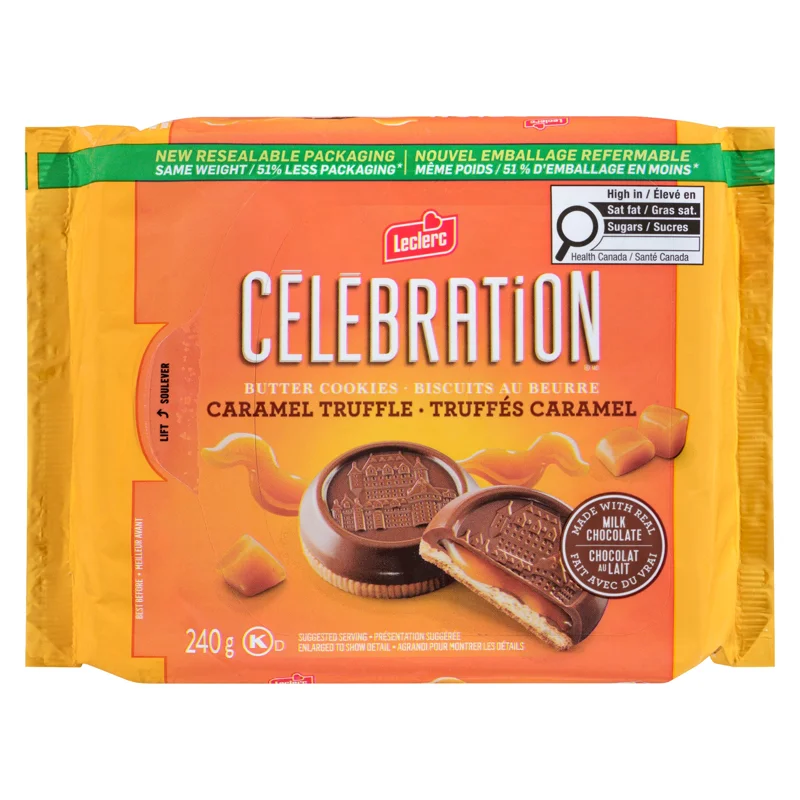 Leclerc
NEW RESEALABLE PACKAGING | NOUVEL EMBALLAGE REFERMABLE
SAME WEIGHT / 51% LESS PACKAGING* | MÊME POIDS / 51 % D'EMBALLAGE EN MOINS*
High in / Élevé en
Sat fat / Gras sat.
Sugars / Sucres
Health Canada / Santé Canada
Leclerc
CĒLĒBRATiON
BUTTER COOKIES · BISCUITS AU BEURRE
CARAMEL TRUFFLE · TRUFFÉS CARAMEL
LIFT SOULEVER
MADE WITH REAL
MILK
CHOCOLATE
CHOCOLAT
AU LAIT
FAIT AVEC DU VRAI
BEST BEFORE • MEILLEUR AVANT
240 g K D
SUGGESTED SERVING • PRÉSENTATION SUGGÉRÉE
ENLARGED TO SHOW DETAIL • AGRANDI POUR MONTRER LES DÉTAILS
Leclerc